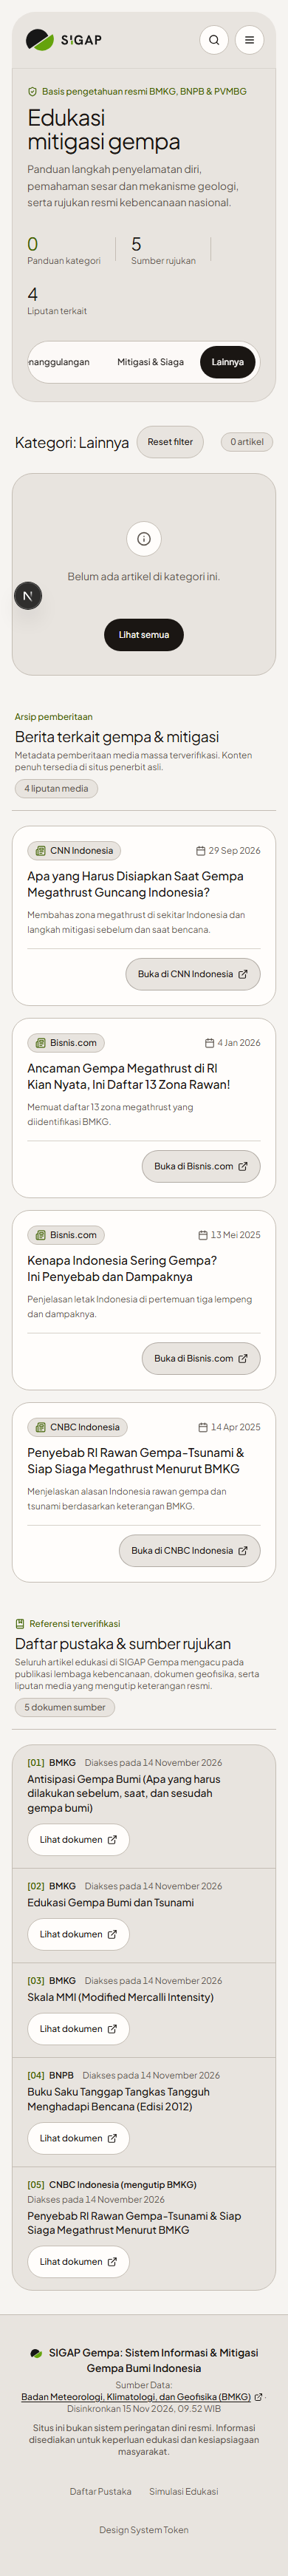 SIGAP
Basis pengetahuan resmi BMKG, BNPB & PVMBG
Edukasi
mitigasi gempa
Panduan langkah penyelamatan diri,
pemahaman sesar dan mekanisme geologi,
serta rujukan resmi kebencanaan nasional.
0
Panduan kategori
5
Sumber rujukan
4
Liputan terkait
nanggulangan Mitigasi & Siaga Lainnya
Kategori: Lainnya Reset filter 0 artikel
Belum ada artikel di kategori ini.
N
Lihat semua
Arsip pemberitaan
Berita terkait gempa & mitigasi
Metadata pemberitaan media massa terverifikasi. Konten
penuh tersedia di situs penerbit asli.
4 liputan media
CNN Indonesia 29 Sep 2026
Apa yang Harus Disiapkan Saat Gempa
Megathrust Guncang Indonesia?
Membahas zona megathrust di sekitar Indonesia dan
langkah mitigasi sebelum dan saat bencana.
Buka di CNN Indonesia
Bisnis.com 4 Jan 2026
Ancaman Gempa Megathrust di RI
Kian Nyata, Ini Daftar 13 Zona Rawan!
Memuat daftar 13 zona megathrust yang
diidentifikasi BMKG.
Buka di Bisnis.com
Bisnis.com 13 Mei 2025
Kenapa Indonesia Sering Gempa?
Ini Penyebab dan Dampaknya
Penjelasan letak Indonesia di pertemuan tiga lempeng
dan dampaknya.
Buka di Bisnis.com
CNBC Indonesia 14 Apr 2025
Penyebab RI Rawan Gempa-Tsunami &
Siap Siaga Megathrust Menurut BMKG
Menjelaskan alasan Indonesia rawan gempa dan
tsunami berdasarkan keterangan BMKG.
Buka di CNBC Indonesia
Referensi terverifikasi
Daftar pustaka & sumber rujukan
Seluruh artikel edukasi di SIGAP Gempa mengacu pada
publikasi lembaga kebencanaan, dokumen geofisika, serta
liputan media yang mengutip keterangan resmi.
5 dokumen sumber
[01] BMKG Diakses pada 14 November 2026
Antisipasi Gempa Bumi (Apa yang harus
dilakukan sebelum, saat, dan sesudah
gempa bumi)
Lihat dokumen
[02] BMKG Diakses pada 14 November 2026
Edukasi Gempa Bumi dan Tsunami
Lihat dokumen
[03] BMKG Diakses pada 14 November 2026
Skala MMI (Modified Mercalli Intensity)
Lihat dokumen
[04] BNPB Diakses pada 14 November 2026
Buku Saku Tanggap Tangkas Tangguh
Menghadapi Bencana (Edisi 2012)
Lihat dokumen
[05] CNBC Indonesia (mengutip BMKG)
Diakses pada 14 November 2026
Penyebab RI Rawan Gempa-Tsunami & Siap
Siaga Megathrust Menurut BMKG
Lihat dokumen
SIGAP Gempa: Sistem Informasi & Mitigasi
Gempa Bumi Indonesia
Sumber Data:
Badan Meteorologi, Klimatologi, dan Geofisika (BMKG) ·
Disinkronkan 15 Nov 2026, 09.52 WIB
Situs ini bukan sistem peringatan dini resmi. Informasi
disediakan untuk keperluan edukasi dan kesiapsiagaan
masyarakat.
Daftar Pustaka Simulasi Edukasi
Design System Token